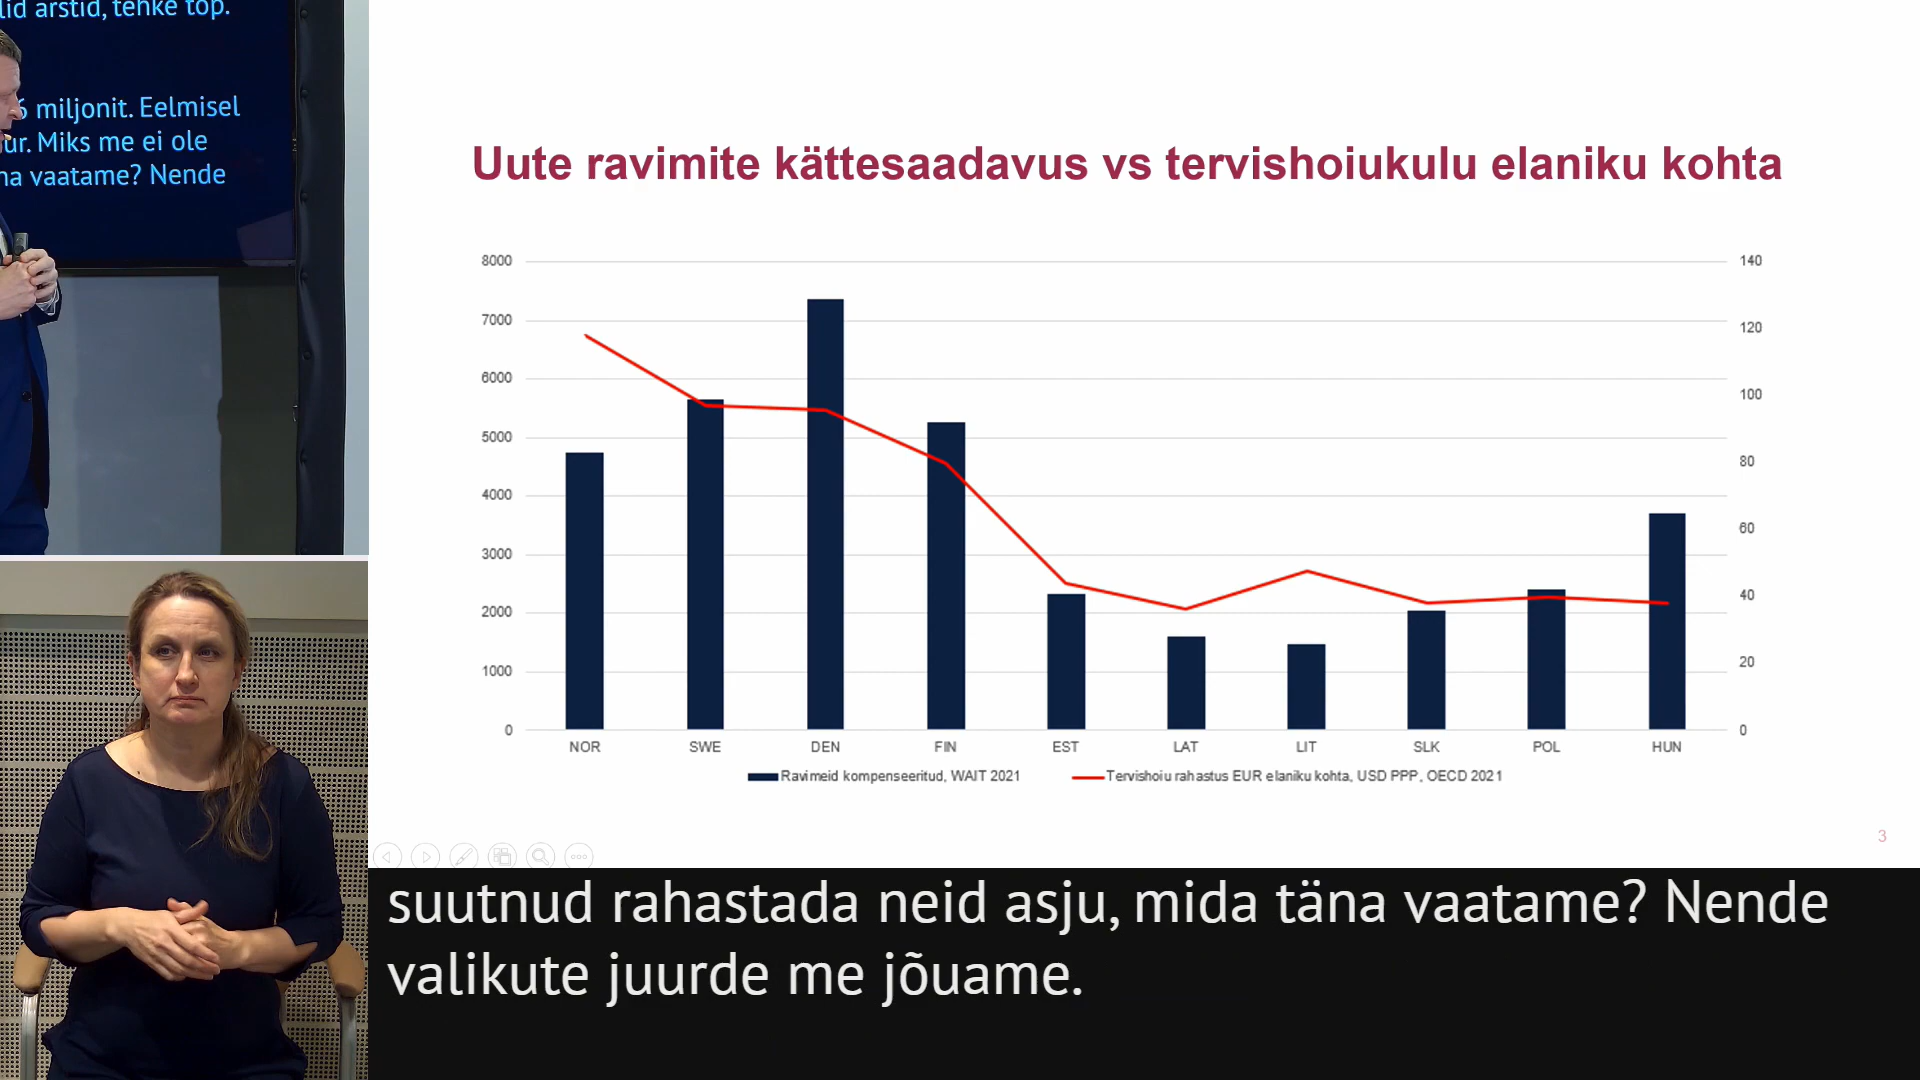 lid arstid, tehke top.
6 miljonit. Eelmisel
ur. Miks me ei ole
na vaatame? Nende
Uute ravimite kättesaadavus vs tervishoiukulu elaniku kohta
8000
7000
6000
5000
4000
3000
2000
1000
0
140
120
100
80
60
40
20
0
NOR SWE DEN FIN EST LAT LIT SLK POL HUN
Ravimeid kompenseeritud, WAIT 2021 Tervishoiu rahastus EUR elaniku kohta, USD PPP, OECD 2021
3
suutnud rahastada neid asju, mida täna vaatame? Nende
valikute juurde me jõuame.